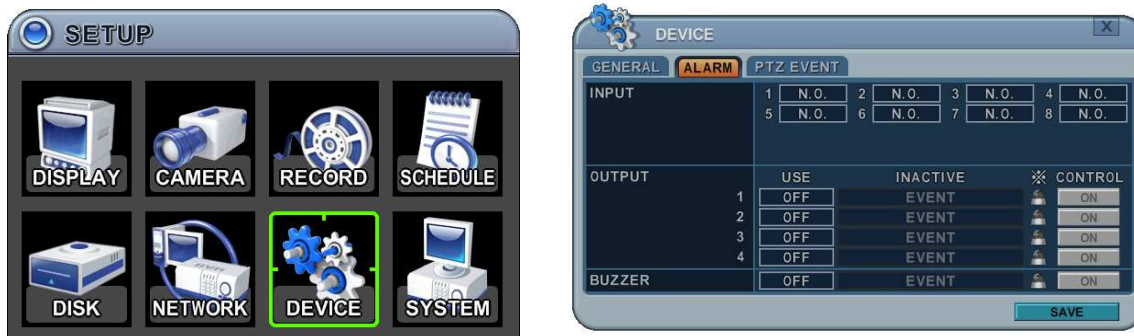 SETUP
DISPLAY CAMERA RECORD SCHEDULE
DISK NETWORK DEVICE SYSTEM
DEVICE X
GENERAL ALARM PTZ EVENT
INPUT 1 N.O. 2 N.O. 3 N.O. 4 N.O.
5 N.O. 6 N.O. 7 N.O. 8 N.O.
OUTPUT USE INACTIVE ※ CONTROL
1 OFF EVENT ON
2 OFF EVENT ON
3 OFF EVENT ON
4 OFF EVENT ON
BUZZER OFF EVENT ON
SAVE